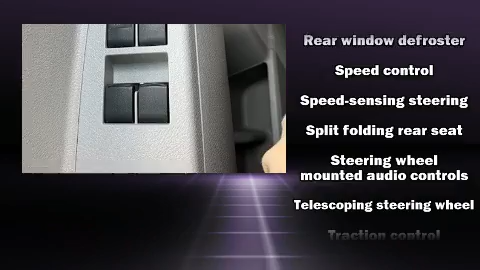 Rear window defroster
Speed control
Speed-sensing steering
Split folding rear seat
Steering wheel
mounted audio controls
Telescoping steering wheel
Traction control